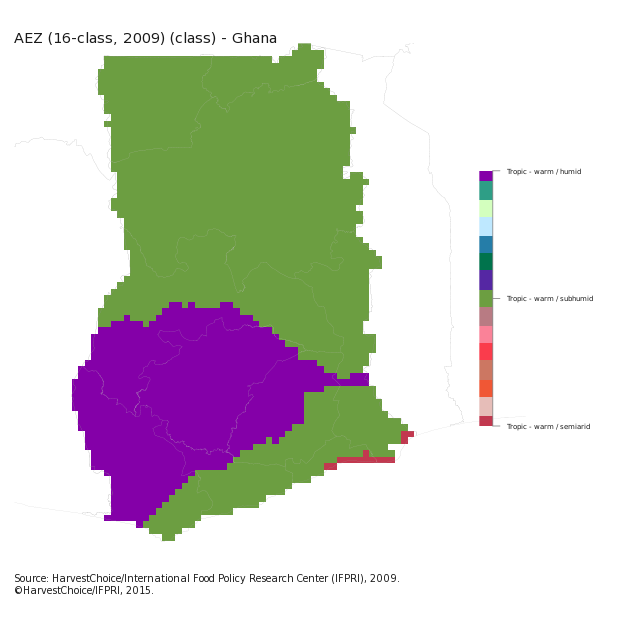 AEZ (16-class, 2009) (class) - Ghana
Tropic - warm / humid
Tropic - warm / subhumid
Tropic - warm / semiarid
Source: HarvestChoice/International Food Policy Research Center (IFPRI), 2009.
©HarvestChoice/IFPRI, 2015.